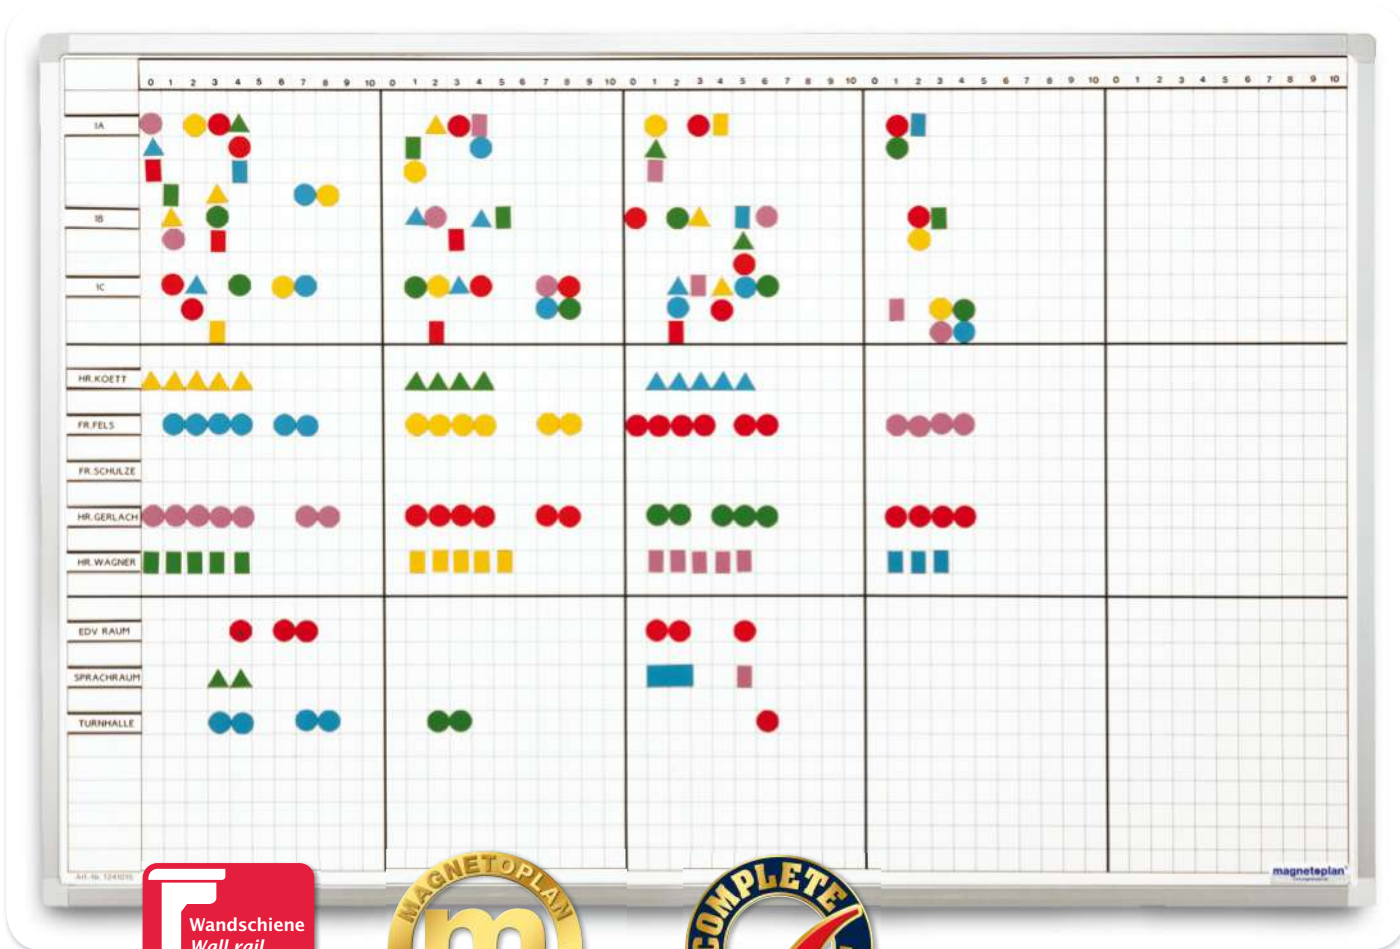 0 1 2 3 4 5 6 7 8 9 10 0 1 2 3 4 5 6 7 8 9 10 0 1 2 3 4 5 6 7 8 9 10 0 1 2 3 4 5 6 7 8 9 10 0 1 2 3 4 5 6 7 8 9 10
1A
1B
1C
HR.KOETT
FR.FELS
FR.SCHULZE
HR.GERLACH
HR.WAGNER
EDV RAUM
SPRACHRAUM
TURNHALLE
Art.-Nr. 1241015
magnetoplan
Wandschiene
Wall rail
MAGNETOPLAN
m
COMPLETE